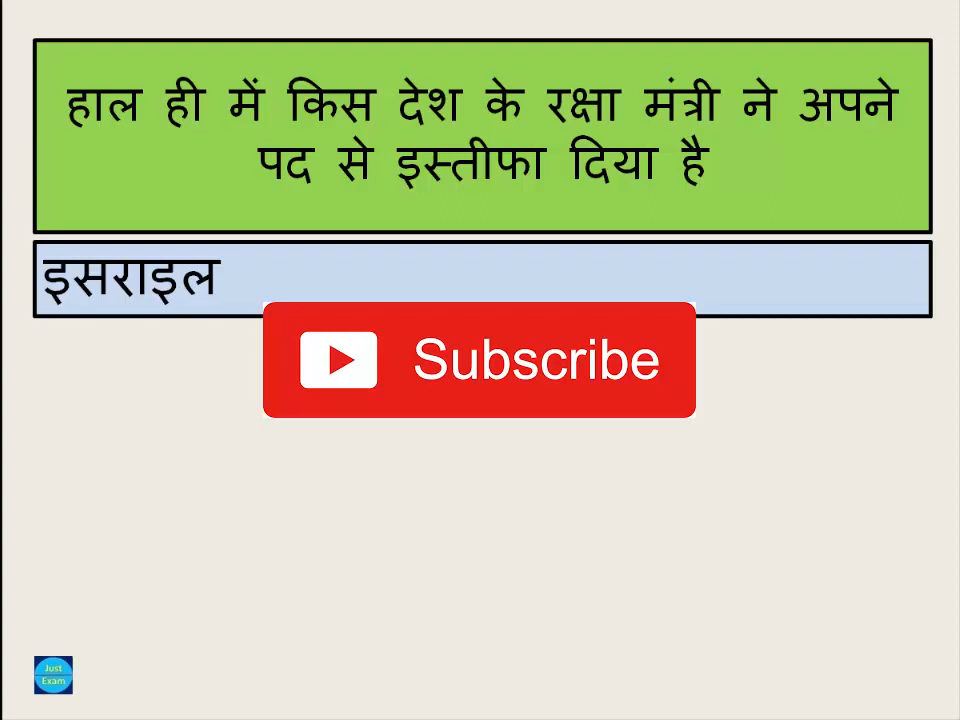 हाल ही में किस देश के रक्षा मंत्री ने अपने
पद से इस्तीफा दिया है
इसराइल
Subscribe
Just
Exam